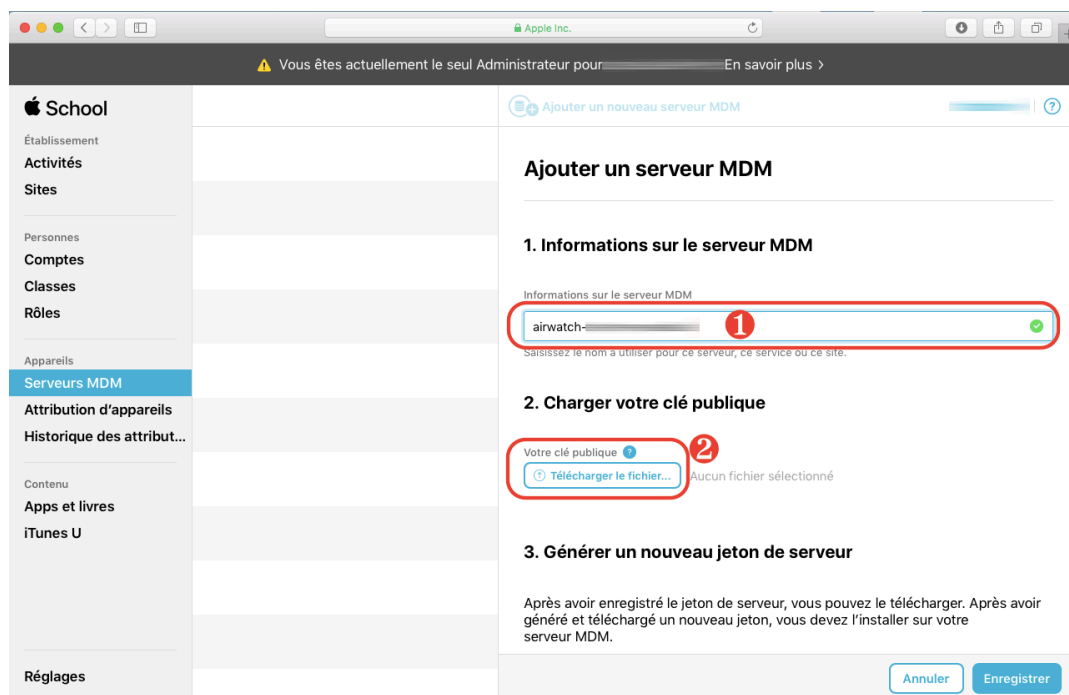 Apple Inc.
Vous êtes actuellement le seul Administrateur pour
En savoir plus >
School
Établissement
Activités
Sites
Personnes
Comptes
Classes
Rôles
Appareils
Serveurs MDM
Attribution d'appareils
Historique des attribut...
Contenu
Apps et livres
iTunes U
Réglages
Ajouter un nouveau serveur MDM
?
Ajouter un serveur MDM
1. Informations sur le serveur MDM
Informations sur le serveur MDM
airwatch-
1
Saisissez le nom à utiliser pour ce serveur, ce service ou ce site.
2. Charger votre clé publique
Votre clé publique ?
2
Télécharger le fichier...
Aucun fichier sélectionné
3. Générer un nouveau jeton de serveur
Après avoir enregistré le jeton de serveur, vous pouvez le télécharger. Après avoir
généré et téléchargé un nouveau jeton, vous devez l'installer sur votre
serveur MDM.
Annuler
Enregistrer